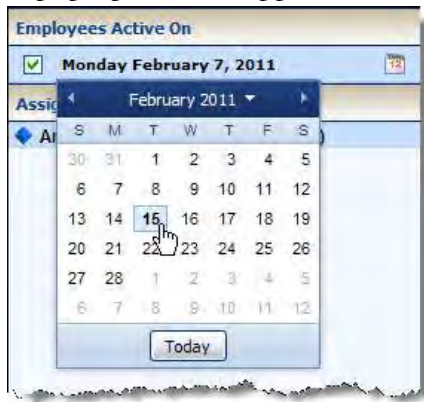 Employees Active On
Monday February 7, 2011
12
Assig
February 2011
S M T W T F S
A
30 31 1 2 3 4 5
6 7 8 9 10 11 12
13 14 15 16 17 18 19
20 21 22 23 24 25 26
27 28 1 2 3 4 5
6 7 8 9 10 11 12
Today